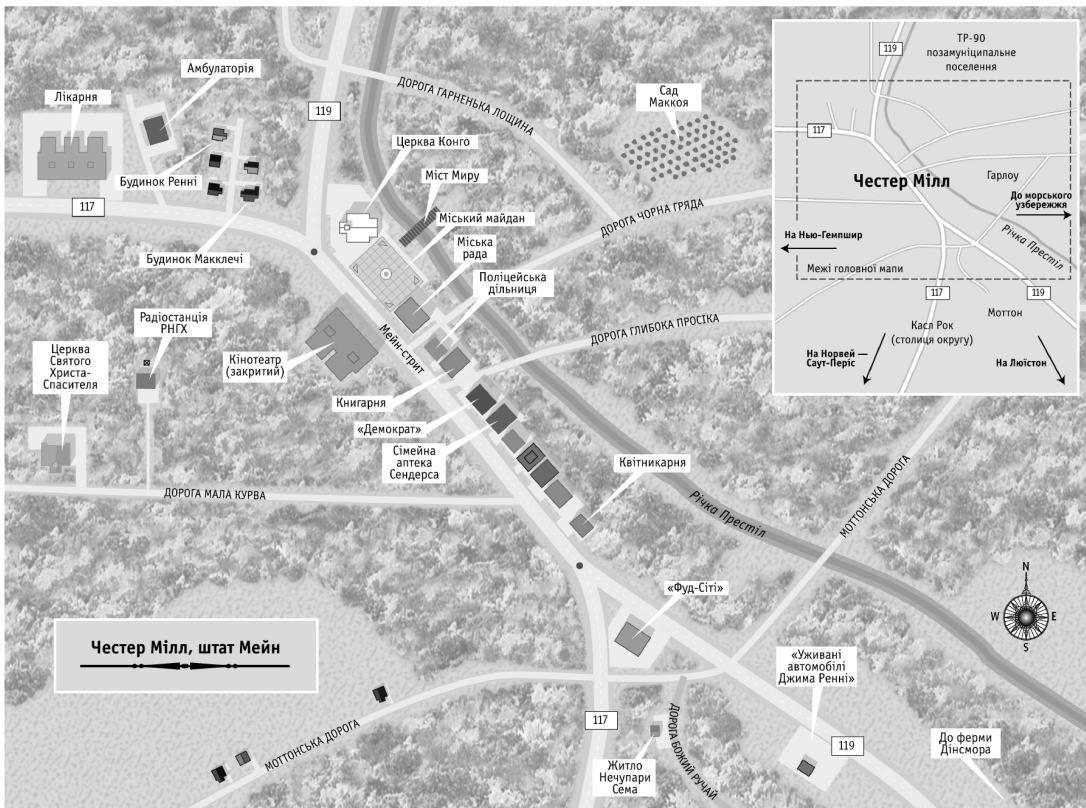 Амбулаторія
Лікарня
119
ДОРОГА ГАРНЕНЬКА ЛОЩИНА
Сад
Маккоя
Церква Конго
Будинок Ренні
Міст Миру
117
Міський майдан
ДОРОГА ЧОРНА ГРЯДА
Міська
рада
Будинок Макклечі
Поліцейська
дільниця
Радіостанція
РНГХ
ДОРОГА ГЛИБОКА ПРОСІКА
Мейн-стрит
Церква
Святого
Христа-
Спасителя
Кінотеатр
(закритий)
Книгарня
«Демократ»
Сімейна
аптека
Сендерса
Квітникарня
ДОРОГА МАЛА КУРВА
Річка Престіл
МОТТОНСЬКА ДОРОГА
«Фуд-Сіті»
N
W
E
S
Честер Мілл, штат Мейн
«Уживані
автомобілі
Джима Ренні»
МОТТОНСЬКА ДОРОГА
117
ДОРОГА БОЖИЙ РУЧАЙ
119
До ферми
Дінсмора
Житло
Нечупари
Сема
ТР-90
позамуніципальне
поселення
119
117
Честер Мілл
Гарлоу
До морського
узбережжя
На Нью-Гемпшир
Річка Престіл
Межі головної мапи
117
119
Моттон
Касл Рок
(столиця округу)
На Норвей —
Саут-Періс
На Люїстон